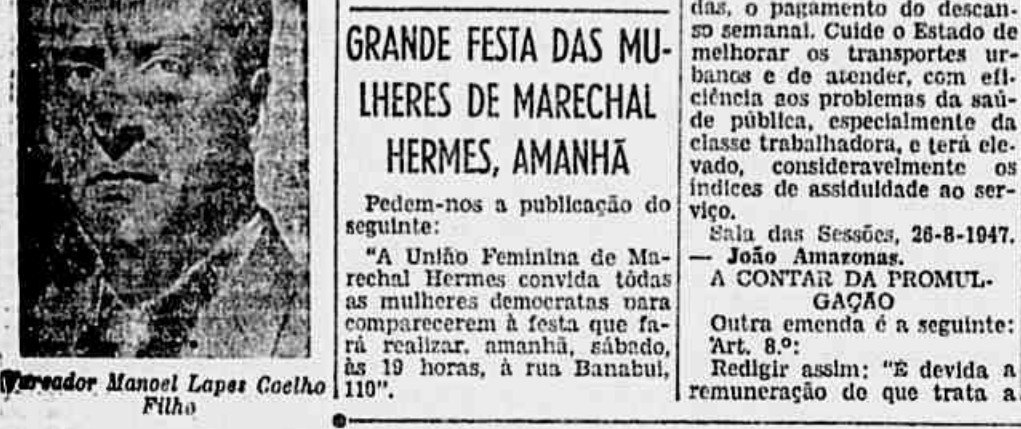 Vereador Manoel Lapes Coelho
Filho
GRANDE FESTA DAS MU-
LHERES DE MARECHAL
HERMES, AMANHÃ
Pedem-nos a publicação do
seguinte:
"A União Feminina de Ma-
rechal Hermes convida tôdas
as mulheres democratas para
comparecerem à festa que fa-
rá realizar, amanhã, sábado,
às 19 horas, à rua Banabuí,
110".
das, o pagamento do descan-
so semanal. Cuide o Estado de
melhorar os transportes ur-
banos e de atender, com efi-
ciência aos problemas da saú-
de pública, especialmente da
classe trabalhadora, e terá ele-
vado, consideravelmente os
índices de assiduidade ao ser-
viço.
Sala das Sessões, 26-8-1947.
— João Amazonas.
A CONTAR DA PROMUL-
GAÇÃO
Outra emenda é a seguinte:
Art. 8.º:
Redigir assim: "É devida a
remuneração de que trata a